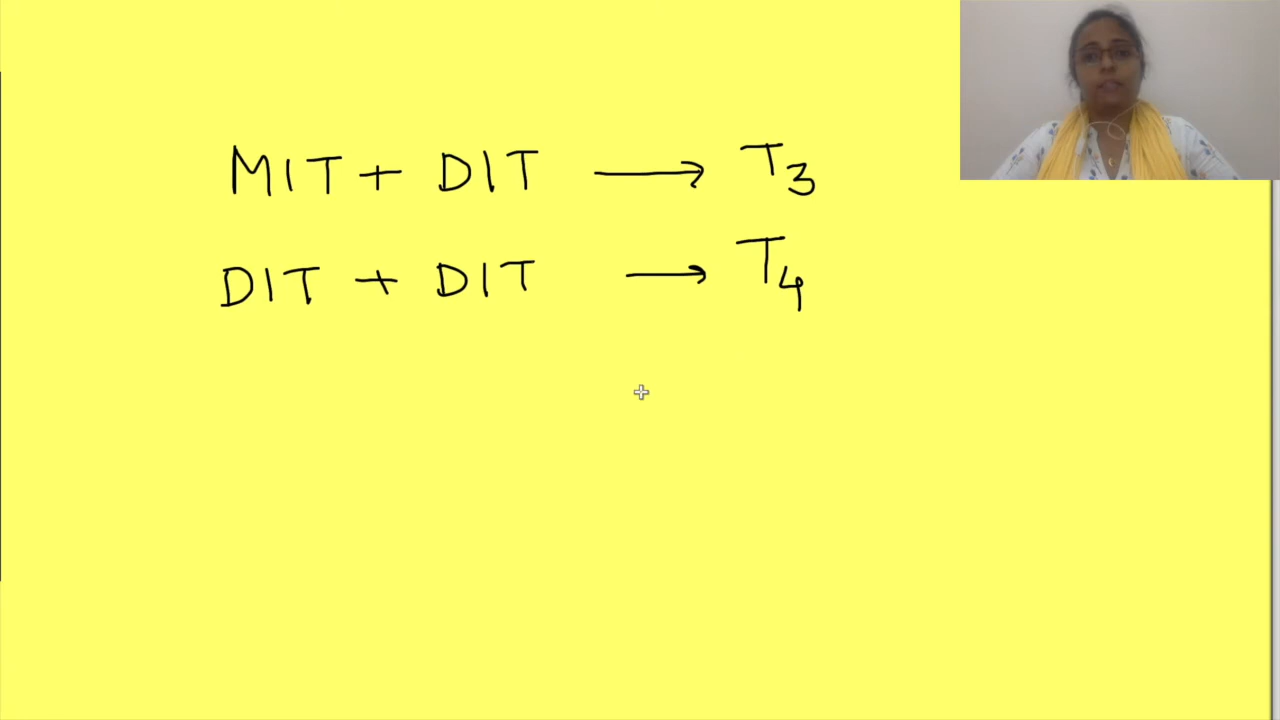 MIT + DIT → T3
DIT + DIT → T4